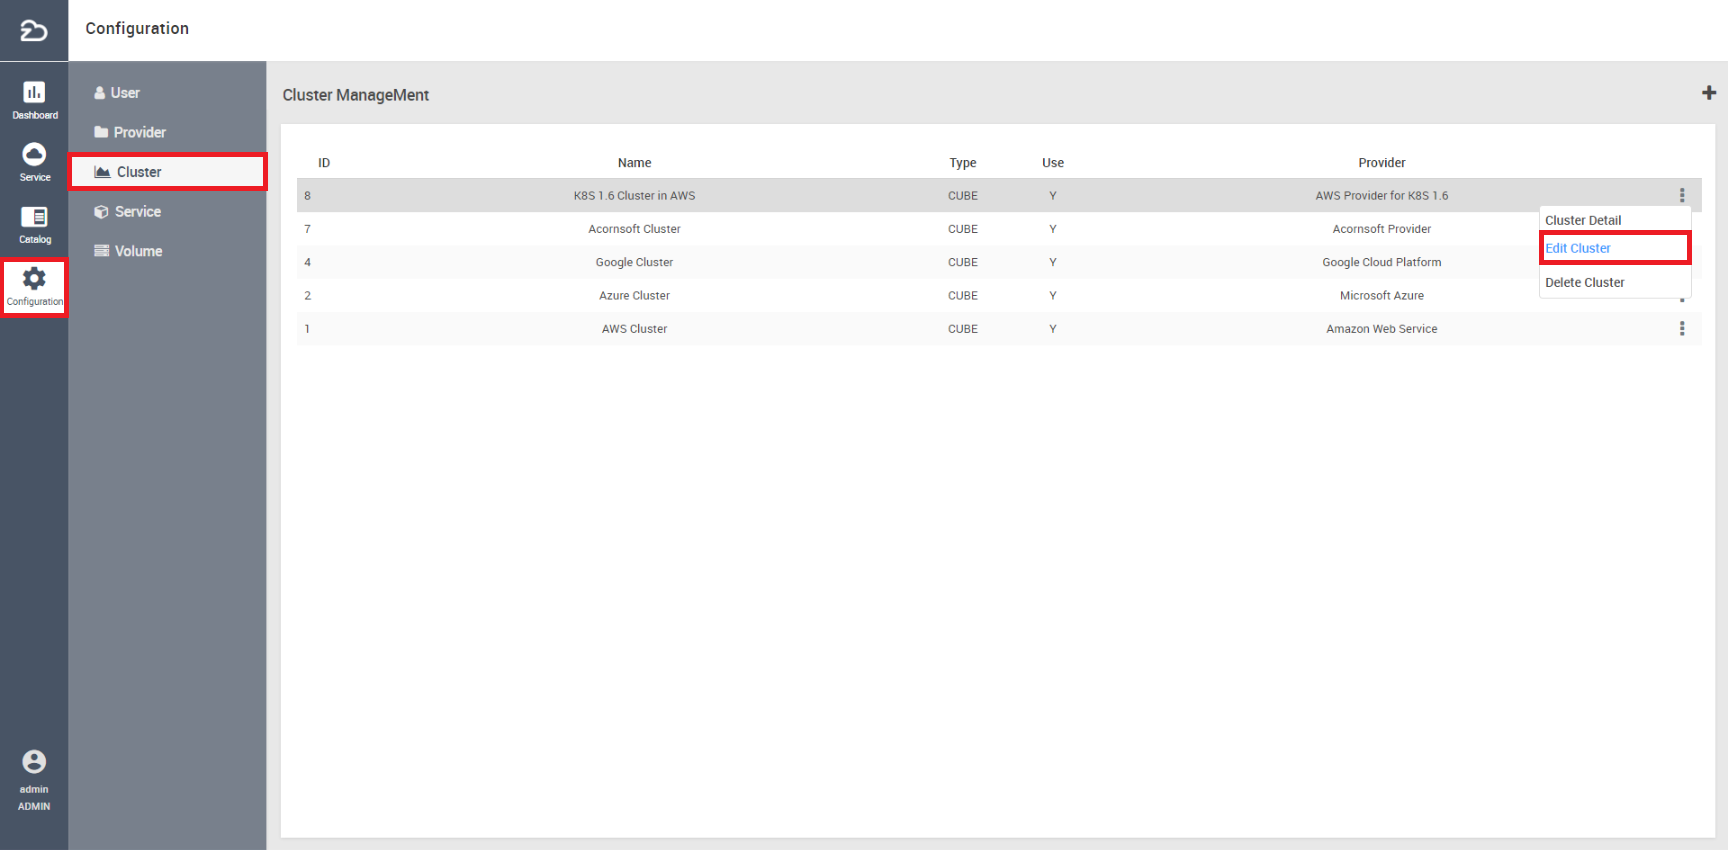 Configuration
Dashboard
Service
Catalog
Configuration
admin
ADMIN
User
Provider
Cluster
Service
Volume
Cluster ManageMent
ID Name Type Use Provider
8 K8S 1.6 Cluster in AWS CUBE Y AWS Provider for K8S 1.6
7 Acornsoft Cluster CUBE Y Acornsoft Provider
4 Google Cluster CUBE Y Google Cloud Platform
2 Azure Cluster CUBE Y Microsoft Azure
1 AWS Cluster CUBE Y Amazon Web Service
Cluster Detail
Edit Cluster
Delete Cluster